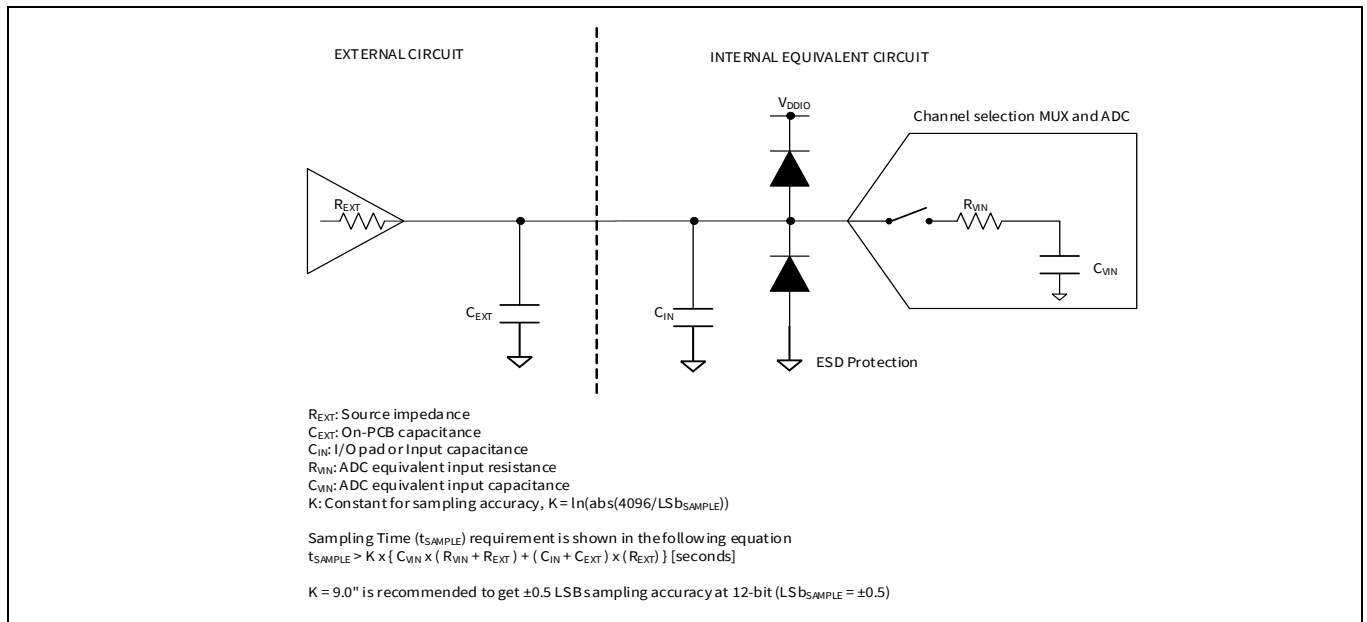 EXTERNAL CIRCUIT
INTERNAL EQUIVALENT CIRCUIT
VDDIO
Channel selection MUX and ADC
REXT
RVIN
CVIN
CEXT
CIN
ESD Protection
REXT: Source impedance
CEXT: On-PCB capacitance
CIN: I/O pad or Input capacitance
RVIN: ADC equivalent input resistance
CVIN: ADC equivalent input capacitance
K: Constant for sampling accuracy, K = ln(abs(4096/LSbSAMPLE))
Sampling Time (tSAMPLE) requirement is shown in the following equation
tSAMPLE > K x { CVIN x ( RVIN + REXT ) + ( CIN + CEXT ) x ( REXT) } [seconds]
K = 9.0" is recommended to get ±0.5 LSB sampling accuracy at 12-bit (LSbSAMPLE = ±0.5)